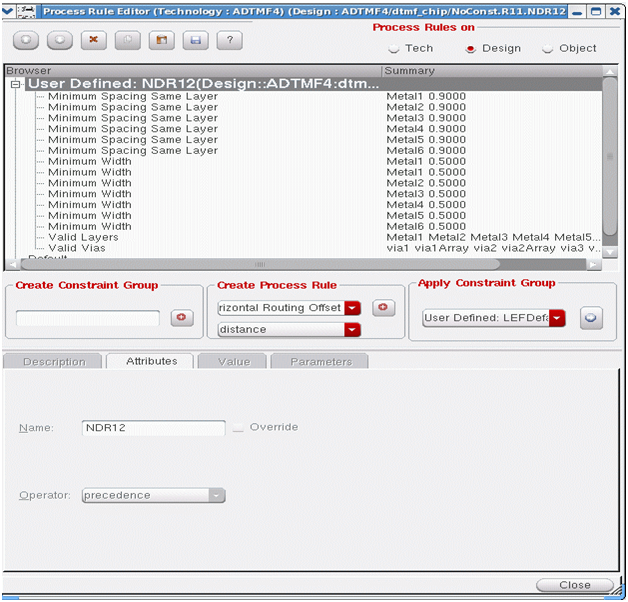 Process Rule Editor (Technology : ADTMF4) (Design : ADTMF4/dtmf_chip/NoConst.R11.NDR12
Process Rules on
Tech Design Object
Browser Summary
User Defined: NDR12(Design::ADTMF4:dtm...
Minimum Spacing Same Layer Metal1 0.9000
Minimum Spacing Same Layer Metal2 0.9000
Minimum Spacing Same Layer Metal3 0.9000
Minimum Spacing Same Layer Metal4 0.9000
Minimum Spacing Same Layer Metal5 0.9000
Minimum Spacing Same Layer Metal6 0.9000
Minimum Width Metal1 0.5000
Minimum Width Metal2 0.5000
Minimum Width Metal3 0.5000
Minimum Width Metal4 0.5000
Minimum Width Metal5 0.5000
Minimum Width Metal6 0.5000
Valid Layers Metal1 Metal2 Metal3 Metal4 Metal5...
Valid Vias via1 via1Array via2 via2Array via3 v...
Default
Create Constraint Group Create Process Rule Apply Constraint Group
rizontal Routing Offset
User Defined: LEFDefa
distance
Description Attributes Value Parameters
Name: NDR12 Override
Operator: precedence
Close